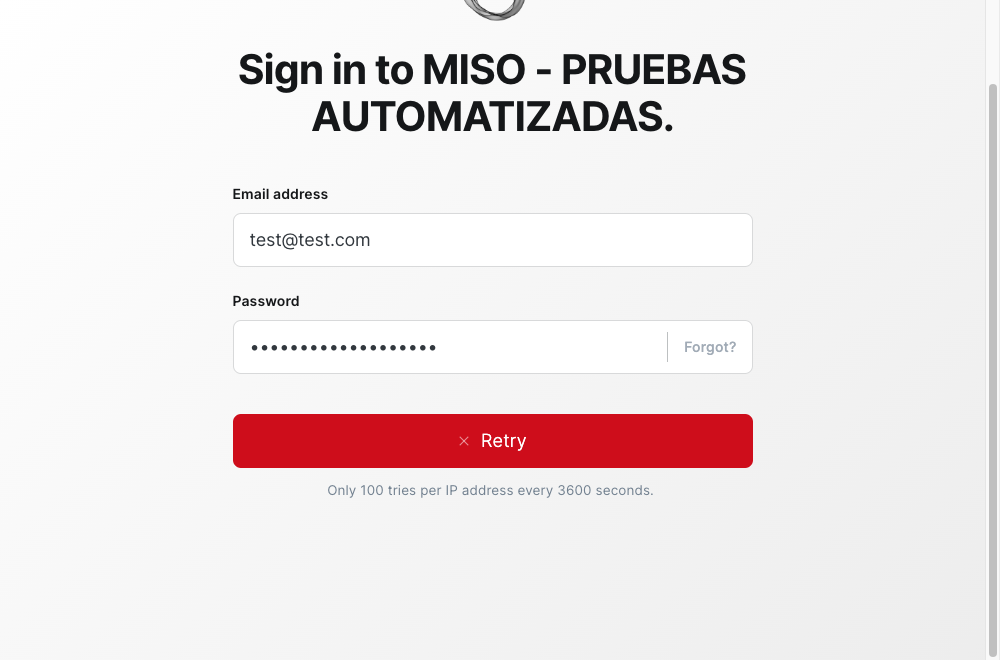 Sign in to MISO - PRUEBAS
AUTOMATIZADAS.
Email address
test@test.com
Password
•••••••••••••••••••
Forgot?
× Retry
Only 100 tries per IP address every 3600 seconds.